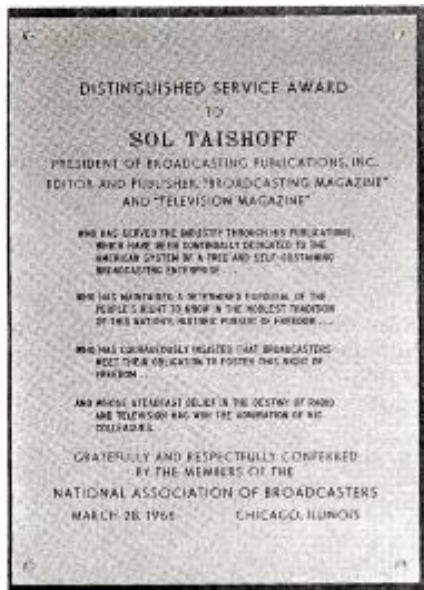 DISTINGUISHED SERVICE AWARD
TO
SOL TAISHOFF
PRESIDENT OF BROADCASTING PUBLICATIONS, INC.
EDITOR AND PUBLISHER, "BROADCASTING MAGAZINE"
AND "TELEVISION MAGAZINE"
WHO HAS SERVED THE INDUSTRY THROUGH HIS PUBLICATIONS,
WHICH HAVE BEEN CONTINUALLY DEDICATED TO THE
AMERICAN SYSTEM OF A FREE AND SELF-SUSTAINING
BROADCASTING ENTERPRISE...
WHO HAS MAINTAINED A DETERMINED ESPOUSAL OF THE
PEOPLE'S RIGHT TO KNOW IN THE NOBLEST TRADITION
OF THIS NATION'S HISTORIC PURSUIT OF FREEDOM...
WHO HAS COURAGEOUSLY INSISTED THAT BROADCASTERS
MEET THEIR OBLIGATION TO FOSTER THIS RIGHT OF
FREEDOM...
AND WHOSE STEADFAST BELIEF IN THE DESTINY OF RADIO
AND TELEVISION HAS WON THE ADMIRATION OF HIS
COLLEAGUES.
GRATEFULLY AND RESPECTFULLY CONFERRED
BY THE MEMBERS OF THE
NATIONAL ASSOCIATION OF BROADCASTERS
MARCH 28, 1966 CHICAGO, ILLINOIS